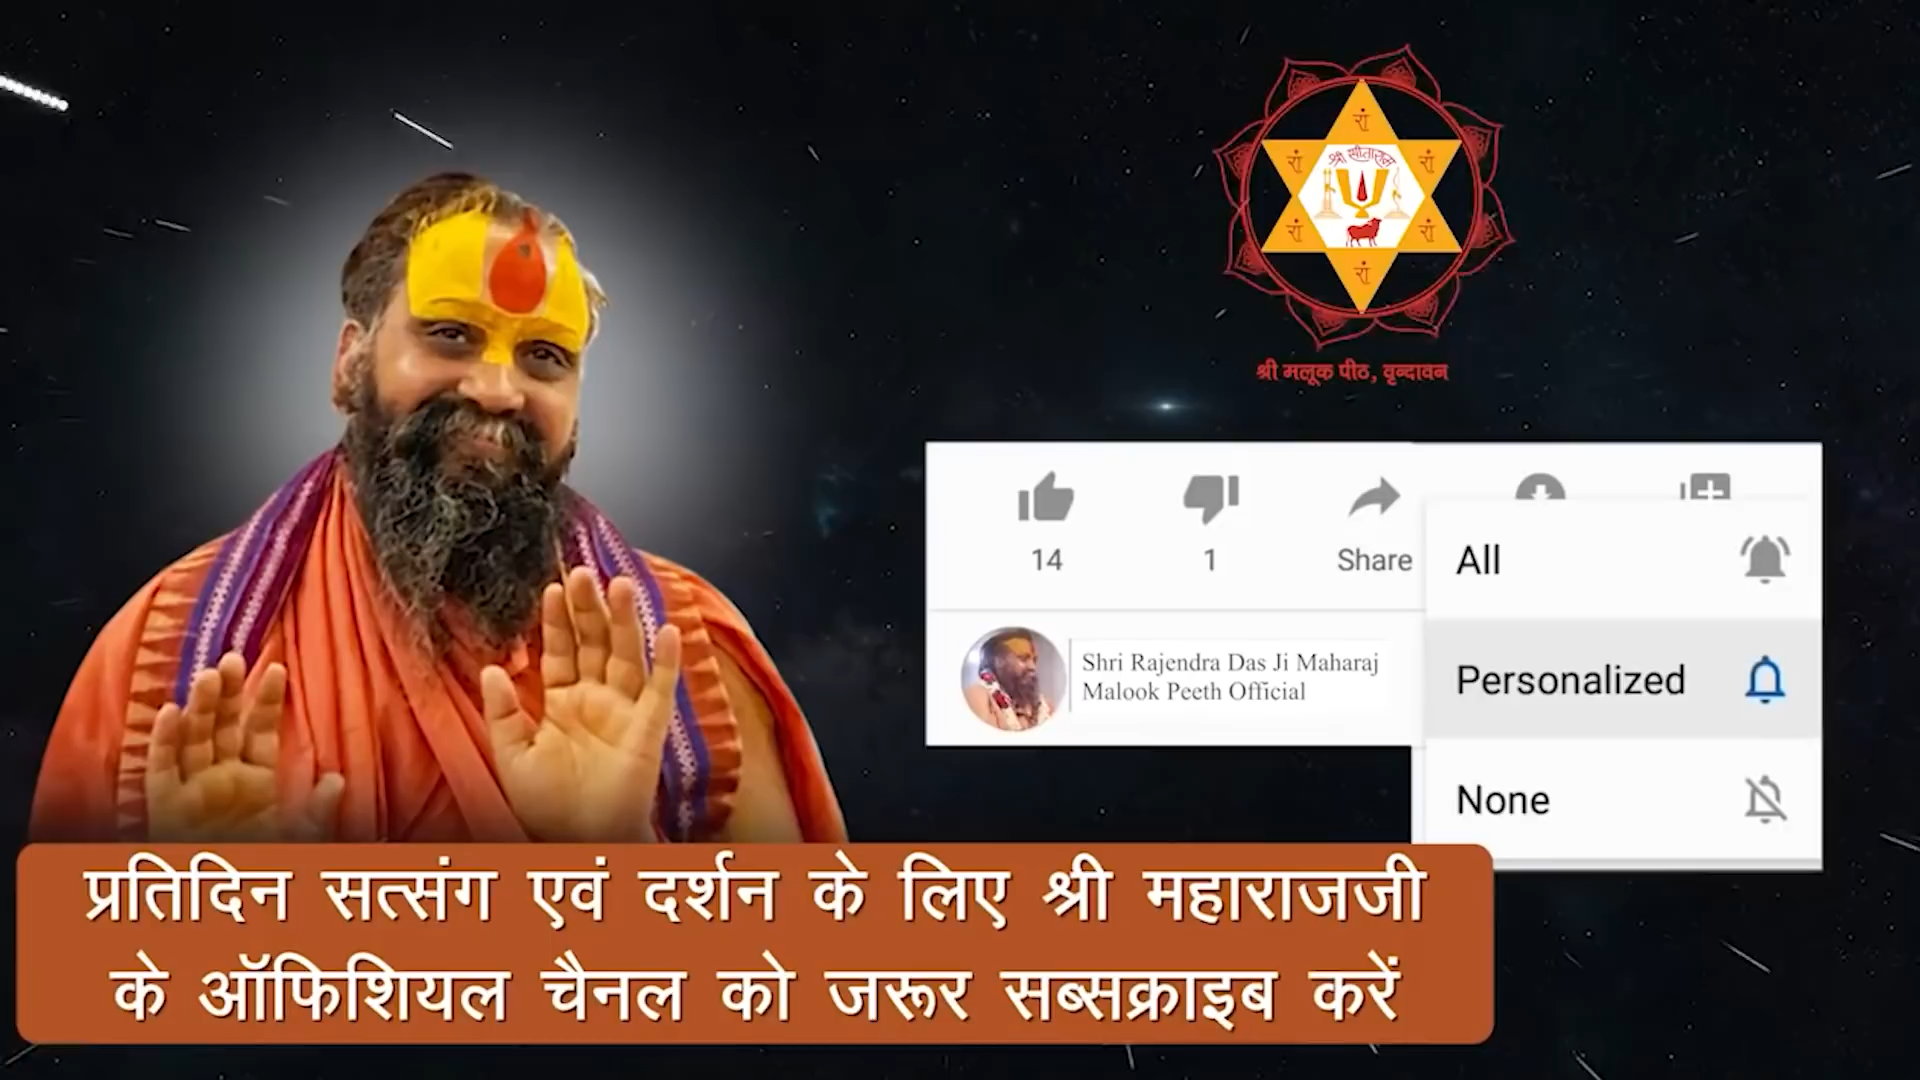 रां
रां
श्री सीताराम
रां
रां
रां
रां
श्री मलूक पीठ, वृन्दावन
14
1
Share
All
Shri Rajendra Das Ji Maharaj
Malook Peeth Official
Personalized
None
प्रतिदिन सत्संग एवं दर्शन के लिए श्री महाराजजी
के ऑफिशियल चैनल को जरूर सब्सक्राइब करें